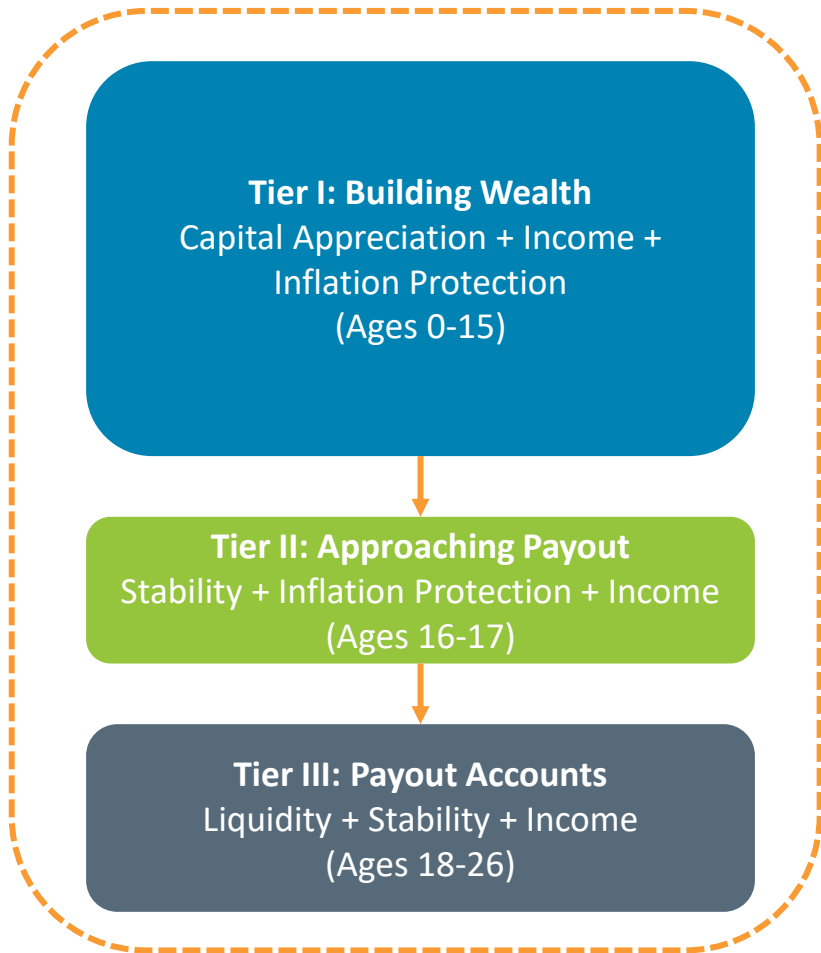 Tier I: Building Wealth
Capital Appreciation + Income +
Inflation Protection
(Ages 0-15)
Tier II: Approaching Payout
Stability + Inflation Protection + Income
(Ages 16-17)
Tier III: Payout Accounts
Liquidity + Stability + Income
(Ages 18-26)